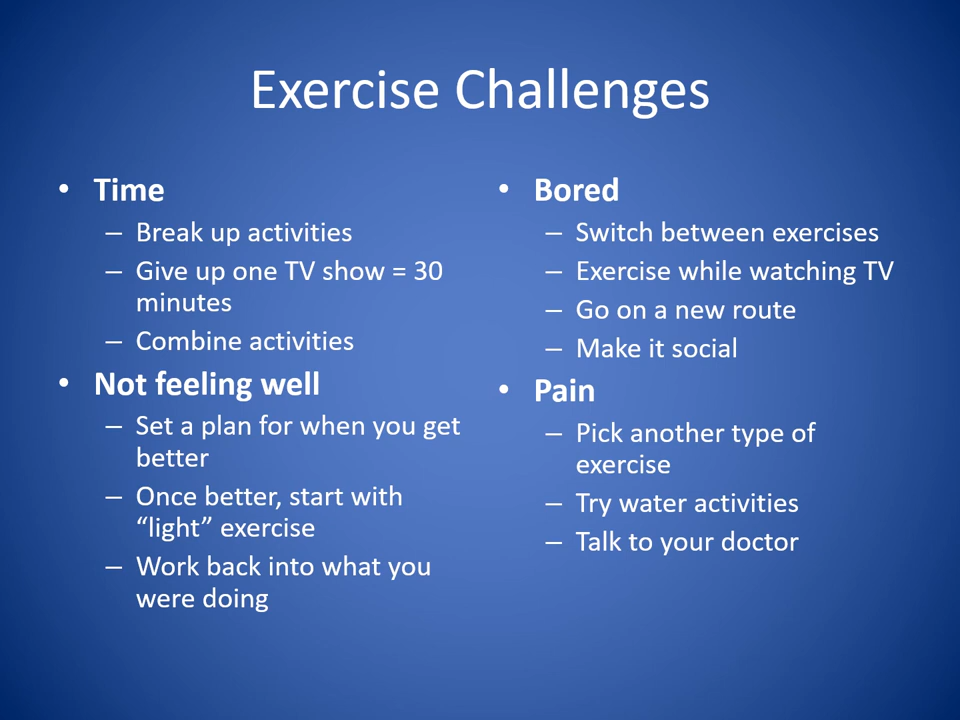 Exercise Challenges
• Time
– Break up activities
– Give up one TV show = 30
minutes
– Combine activities
• Not feeling well
– Set a plan for when you get
better
– Once better, start with
“light” exercise
– Work back into what you
were doing
• Bored
– Switch between exercises
– Exercise while watching TV
– Go on a new route
– Make it social
• Pain
– Pick another type of
exercise
– Try water activities
– Talk to your doctor